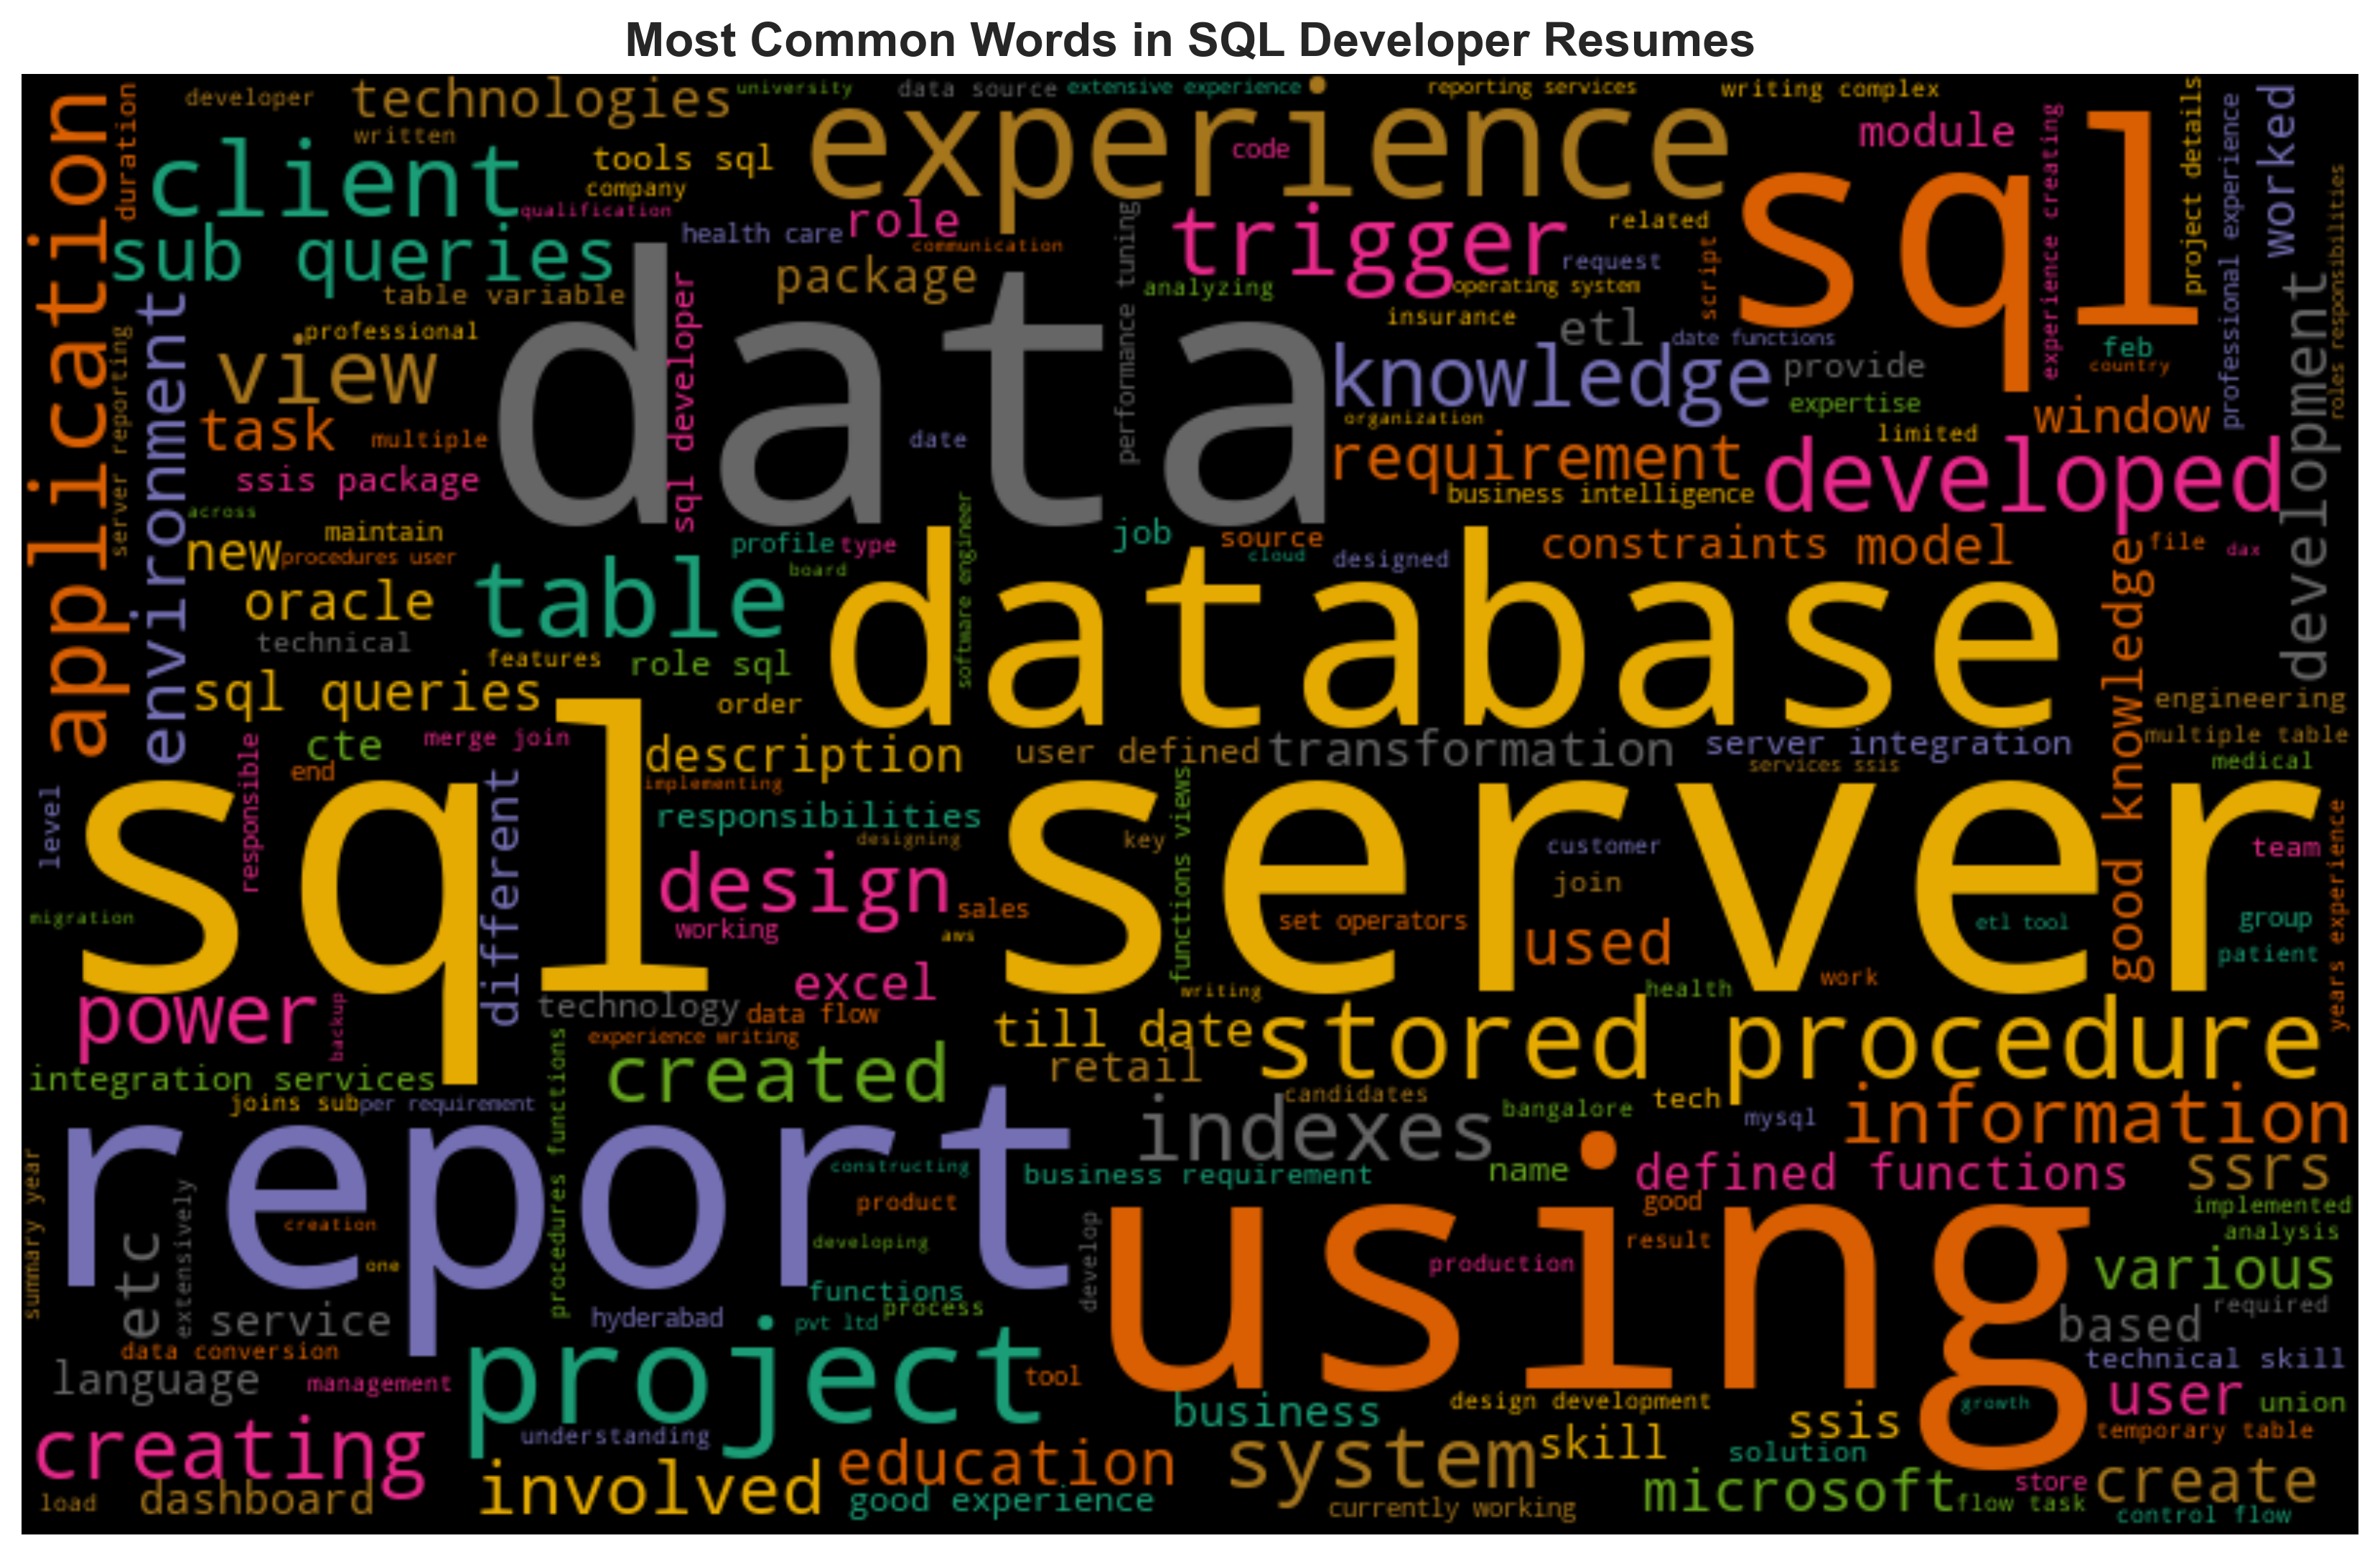 Most Common Words in SQL Developer Resumes
application
duration
developer
technologies
written
university
data source
extensive experience
reporting services
writing complex
experience
code
module
sql
experience creating
project details
professional experience
worked
roles responsibilities
client
tools sql
company
qualification
sub queries
health care
role
communication
trigger
related
request
script
table variable
package
performance tuning
analyzing
operating system
environment
server reporting
professional
view
data
sql developer
insurance
etl
date functions
feb
country
development
knowledge
provide
expertise
organization
task
multiple
date
limited
window
requirement
developed
ssis package
business intelligence
across
maintain
new
procedures user
software engineer
profile
type
board
job
source
cloud
designed
constraints
model
good knowledge
file
dax
oracle
table
database
technical
features
role sql
sql queries
order
engineering
multiple table
cte
merge join
description
user defined
transformation
server integration
services ssis
medical
end
responsible
implementing
level
sql server
different
responsibilities
designing
functions views
key
customer
team
years experience
design
join
migration
working
sales
aws
set operators
used
etl tool
group
patient
excel
writing
health
work
power
backup
technology
data flow
experience writing
till date
stored procedure
integration services
created
retail
candidates
joins sub
per requirement
procedures functions
indexes
bangalore
tech
mysql
information
report
constructing
business requirement
name
defined functions
ssrs
summary year
extensively
etc
creation
product
develop
using
good
implemented
analysis
developing
result
one
production
various
functions
process
service
hyderabad
pvt ltd
based
required
data conversion
project
technical skill
language
management
tool
business
design development
growth
user
union
creating
understanding
ssis
temporary table
education
system
skill
solution
involved
microsoft
store
create
load
dashboard
good experience
currently working
flow task
control flow